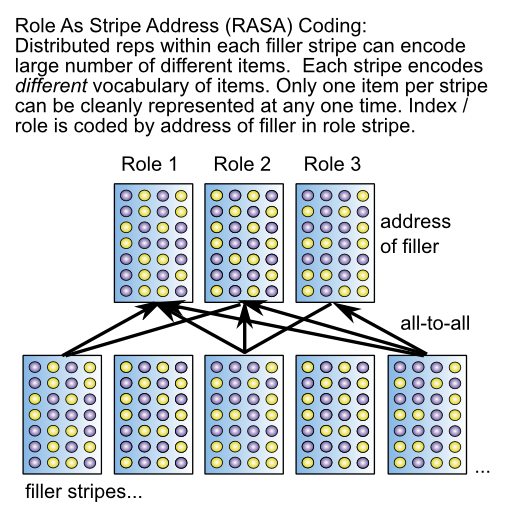 Role As Stripe Address (RASA) Coding:
Distributed reps within each filler stripe can encode
large number of different items.  Each stripe encodes
different vocabulary of items. Only one item per stripe
can be cleanly represented at any one time. Index /
role is coded by address of filler in role stripe.
Role 1 Role 2 Role 3
address
of filler
all-to-all
...
filler stripes...